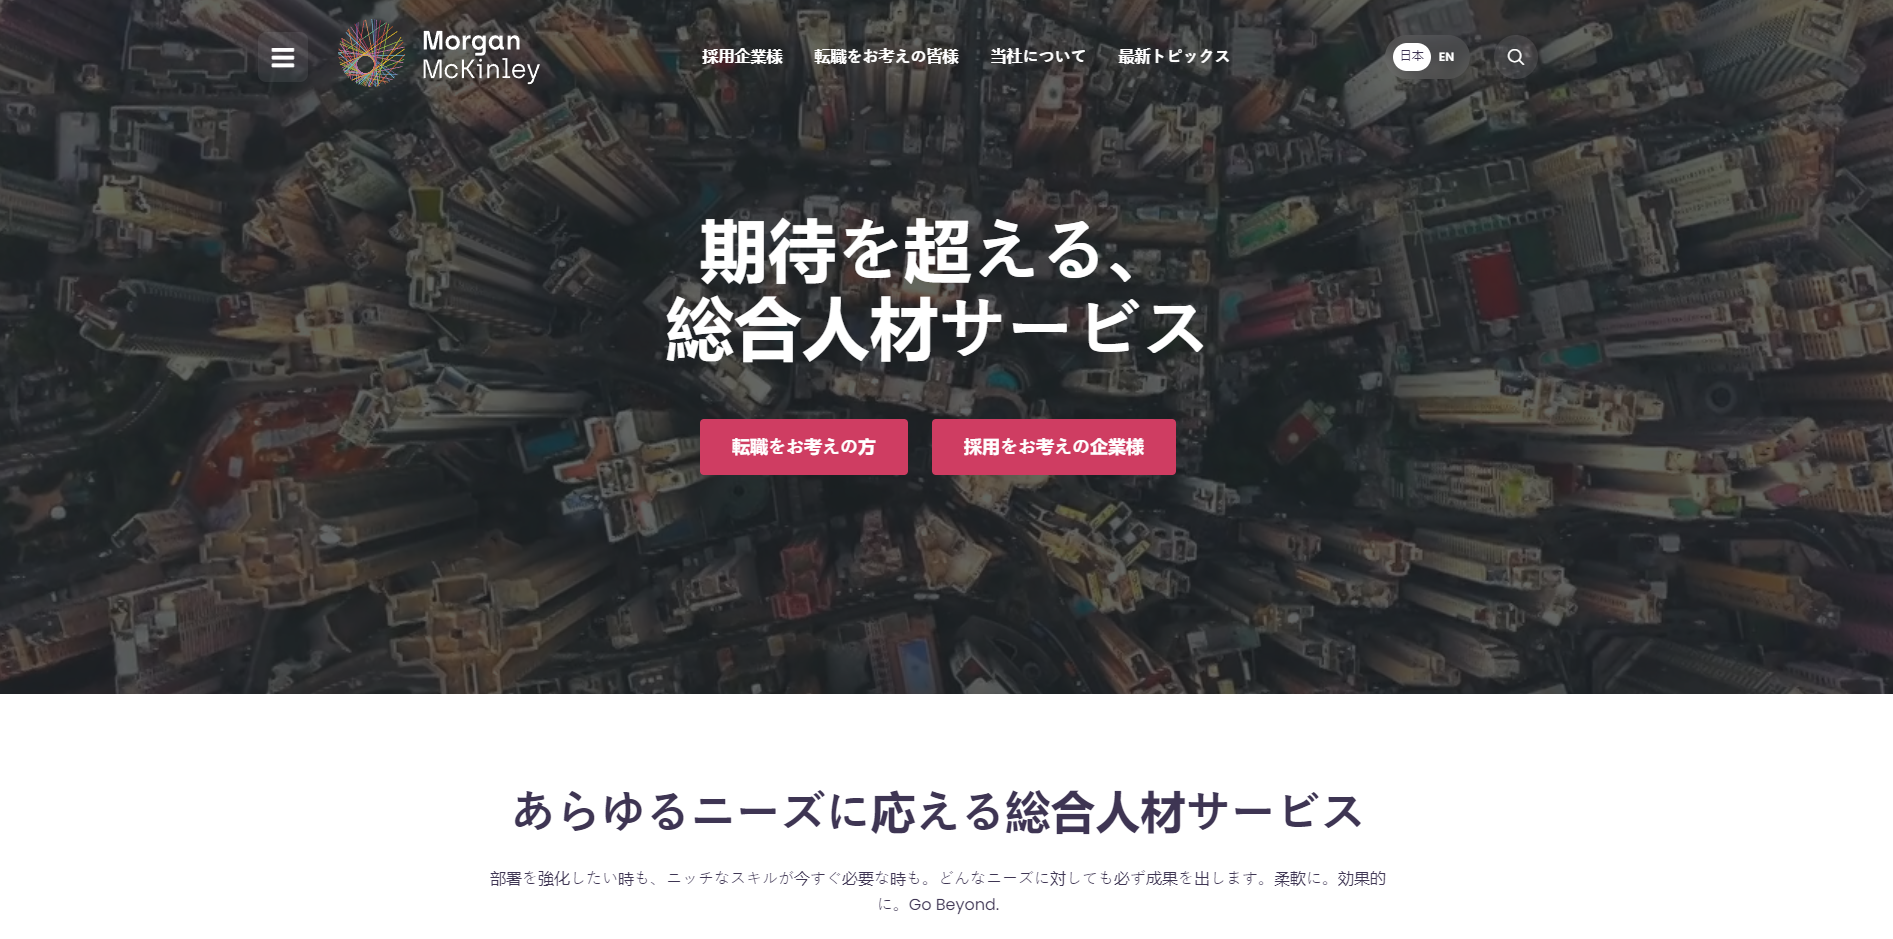 Morgan
McKinley
採用企業様 転職をお考えの皆様 当社について 最新トピックス
日本 EN
期待を超える、
総合人材サービス
転職をお考えの方 採用をお考えの企業様
あらゆるニーズに応える総合人材サービス
部署を強化したい時も、ニッチなスキルが今すぐ必要な時も。どんなニーズに対しても必ず成果を出します。柔軟に。効果的
に。Go Beyond.